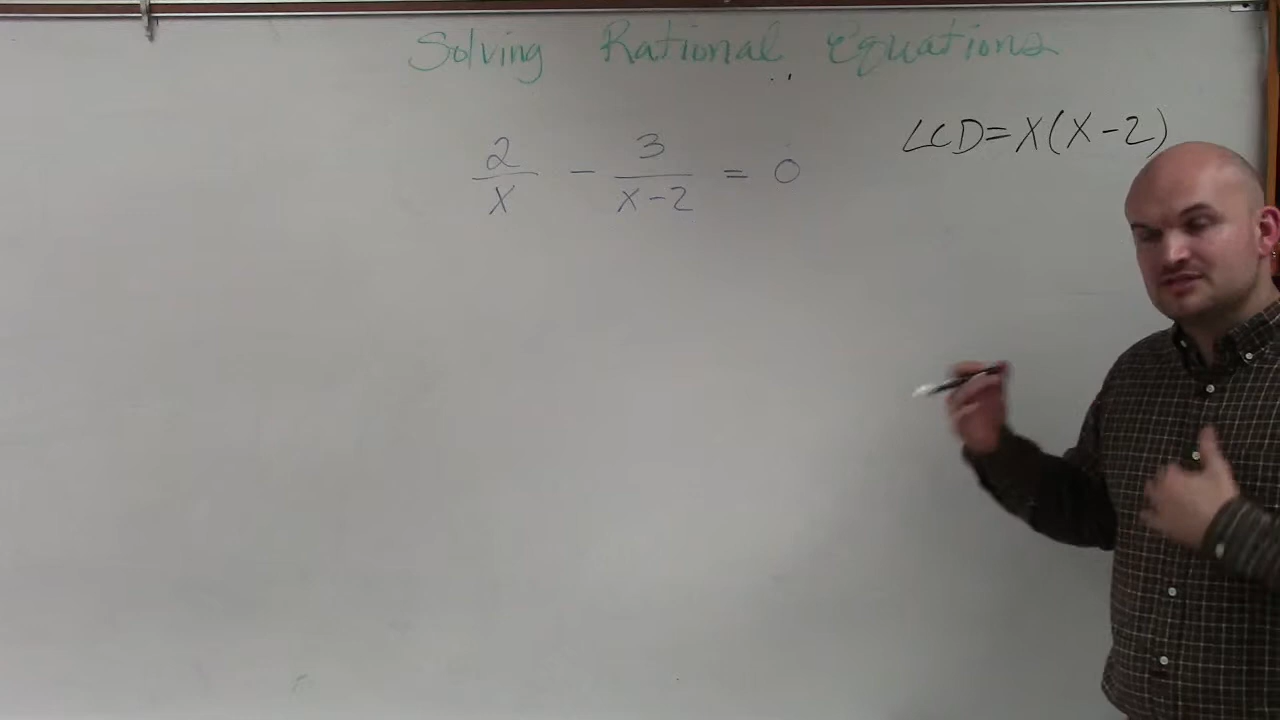 Solving Rational Equations
LCD=X(X-2)
2/X - 3/X-2 = 0